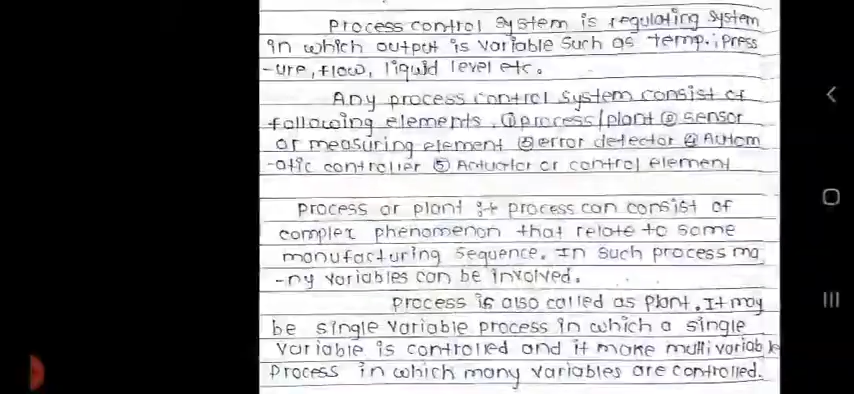 Process control system is regulating system
in which output is variable such as temp., press
-ure, flow, liquid level etc.
Any process control system consist of
following elements. ① process/plant ② sensor
or measuring element ③ error detector ④ Autom
-atic controller ⑤ Actuator or control element
process or plant :+ process can consist of
complex phenomenon that relate to some
manufacturing sequence. In such process ma
-ny variables can be involved.
process is also called as plant. It may
be single variable process in which a single
variable is controlled and it make multivariable
process in which many variables are controlled.